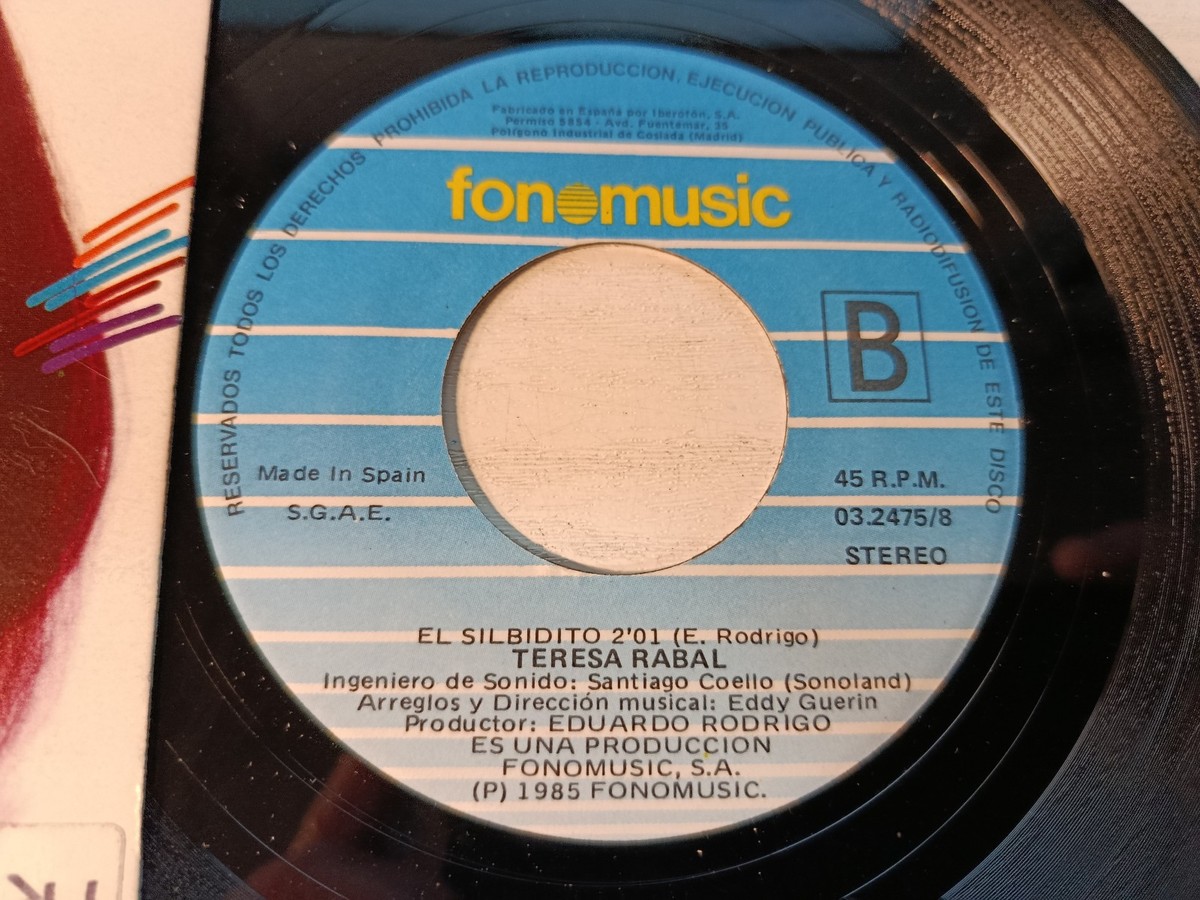 RESERVADOS TODOS LOS DERECHOS PROHIBIDA LA REPRODUCCION, EJECUCION PUBLICA Y RADIODIFUSION DE ESTE DISCO
Fabricado en España por Iberofón, S.A.
Permiso 5854 - Avd. Fuentemar, 35
Polígono Industrial de Coslada (Madrid)
fonomusic
B
Made In Spain
S.G.A.E.
45 R.P.M.
03.2475/8
STEREO
EL SILBIDITO 2'01 (E. Rodrigo)
TERESA RABAL
Ingeniero de Sonido: Santiago Coello (Sonoland)
Arreglos y Dirección musical: Eddy Guerin
Productor: EDUARDO RODRIGO
ES UNA PRODUCCION
FONOMUSIC, S.A.
(P) 1985 FONOMUSIC.